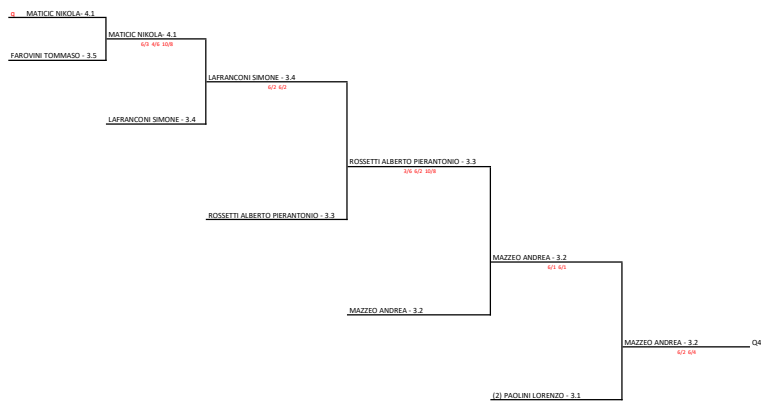 q MATICIC NIKOLA- 4.1
MATICIC NIKOLA- 4.1
6/3 4/6 10/8
FAROVINI TOMMASO - 3.5
LAFRANCONI SIMONE - 3.4
6/2 6/2
LAFRANCONI SIMONE - 3.4
ROSSETTI ALBERTO PIERANTONIO - 3.3
3/6 6/2 10/8
ROSSETTI ALBERTO PIERANTONIO - 3.3
MAZZEO ANDREA - 3.2
6/1 6/1
MAZZEO ANDREA - 3.2
MAZZEO ANDREA - 3.2 Q4
6/2 6/4
(2) PAOLINI LORENZO - 3.1